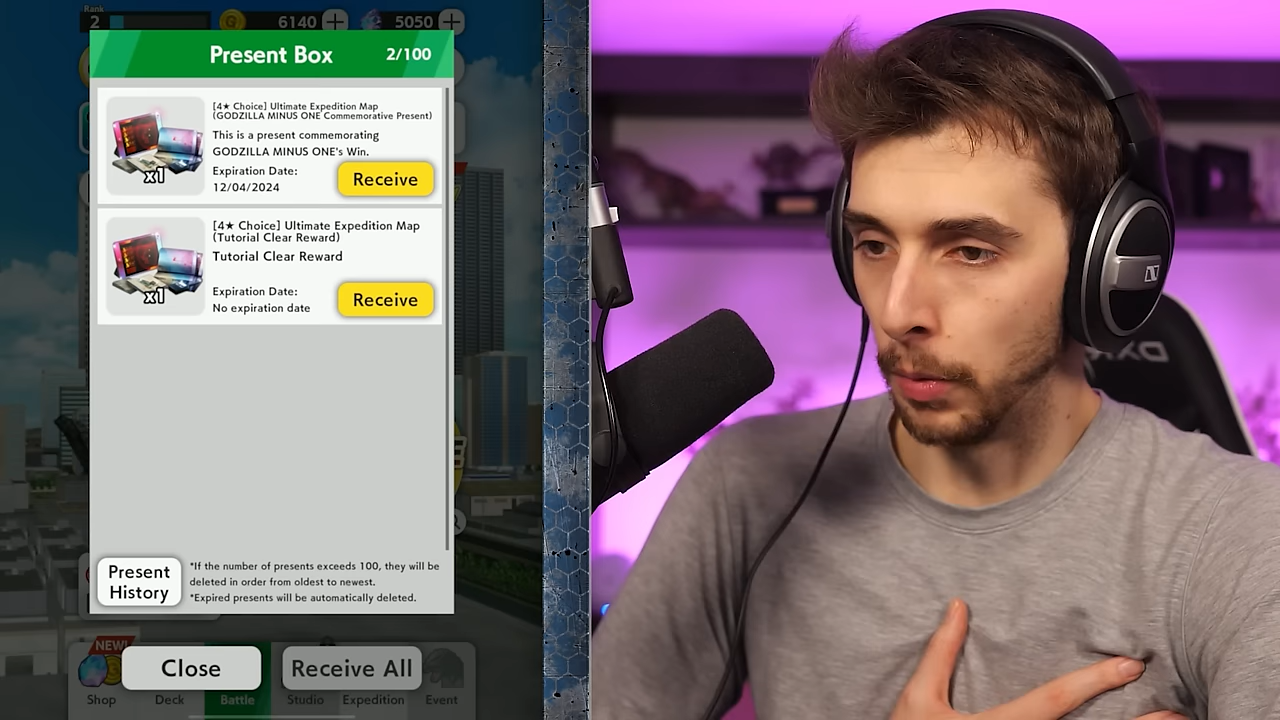 Rank
2
6140
5050
Present Box
2/100
[4★ Choice] Ultimate Expedition Map
(GODZILLA MINUS ONE Commemorative Present)
This is a present commemorating
GODZILLA MINUS ONE's Win.
Expiration Date:
12/04/2024
Receive
x1
[4★ Choice] Ultimate Expedition Map
(Tutorial Clear Reward)
Tutorial Clear Reward
Expiration Date:
No expiration date
Receive
x1
Present
History
*If the number of presents exceeds 100, they will be
deleted in order from oldest to newest.
*Expired presents will be automatically deleted.
NEW!
Close
Receive All
Shop
Deck
Battle
Studio
Expedition
Event